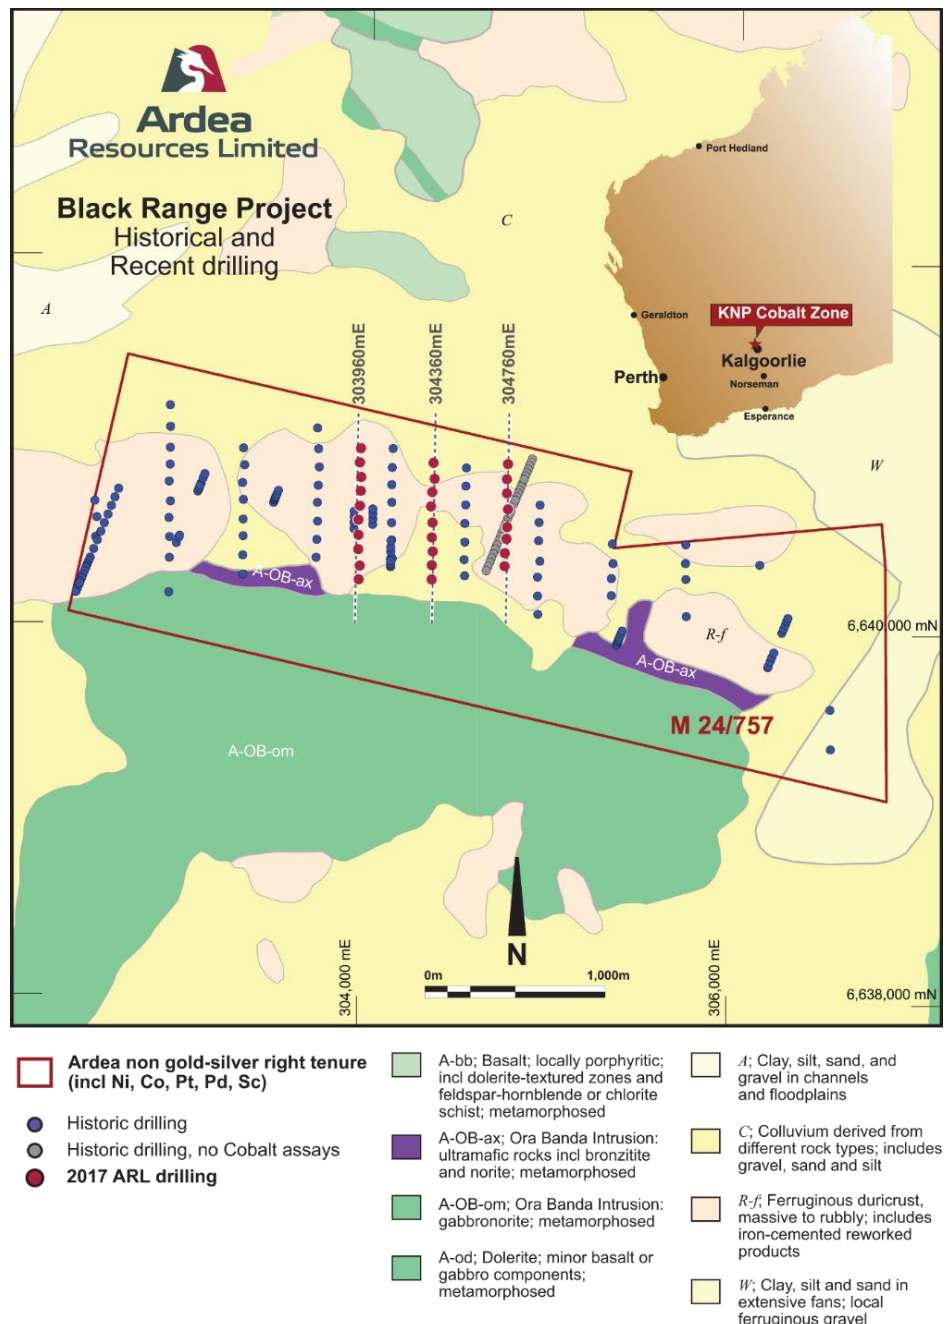 Ardea
Resources Limited
Black Range Project
Historical and
Recent drilling
Port Hedland
C
A
Geraldton
KNP Cobalt Zone
Kalgoorlie
Perth
Norseman
Esperance
303960mE
304360mE
304760mE
W
A-OB-ax
6,640,000 mN
R-f
A-OB-ax
M 24/757
A-OB-om
N
304,000 mE
306,000 mE
0m
1,000m
6,638,000 mN
Ardea non gold-silver right tenure
(incl Ni, Co, Pt, Pd, Sc)
Historic drilling
Historic drilling, no Cobalt assays
2017 ARL drilling
A-bb; Basalt; locally porphyritic;
incl dolerite-textured zones and
feldspar-hornblende or chlorite
schist; metamorphosed
A-OB-ax; Ora Banda Intrusion:
ultramafic rocks incl bronzitite
and norite; metamorphosed
A-OB-om; Ora Banda Intrusion:
gabbronorite; metamorphosed
A-od; Dolerite; minor basalt or
gabbro components;
metamorphosed
A; Clay, silt, sand, and
gravel in channels
and floodplains
C; Colluvium derived from
different rock types; includes
gravel, sand and silt
R-f; Ferruginous duricrust,
massive to rubbly; includes
iron-cemented reworked
products
W; Clay, silt and sand in
extensive fans; local
ferruginous gravel